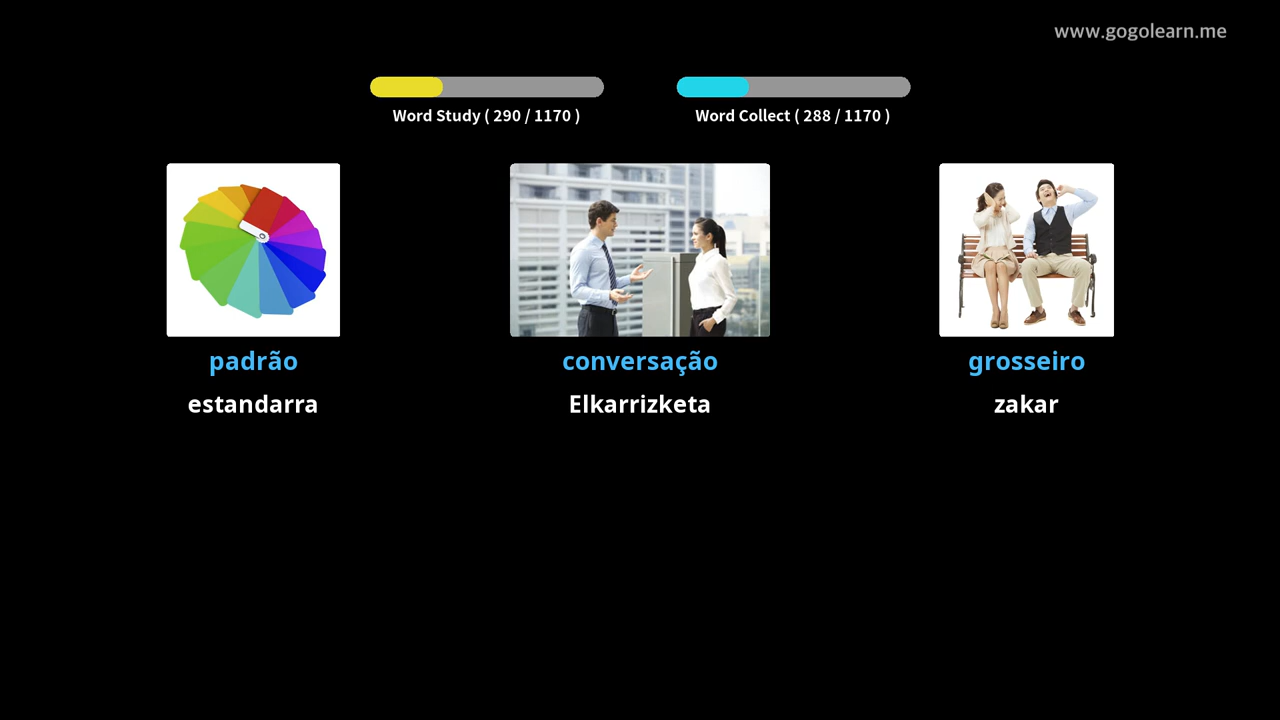 www.gogolearn.me
Word Study ( 290 / 1170 )
Word Collect ( 288 / 1170 )
padrão
estandarra
conversação
Elkarrizketa
grosseiro
zakar